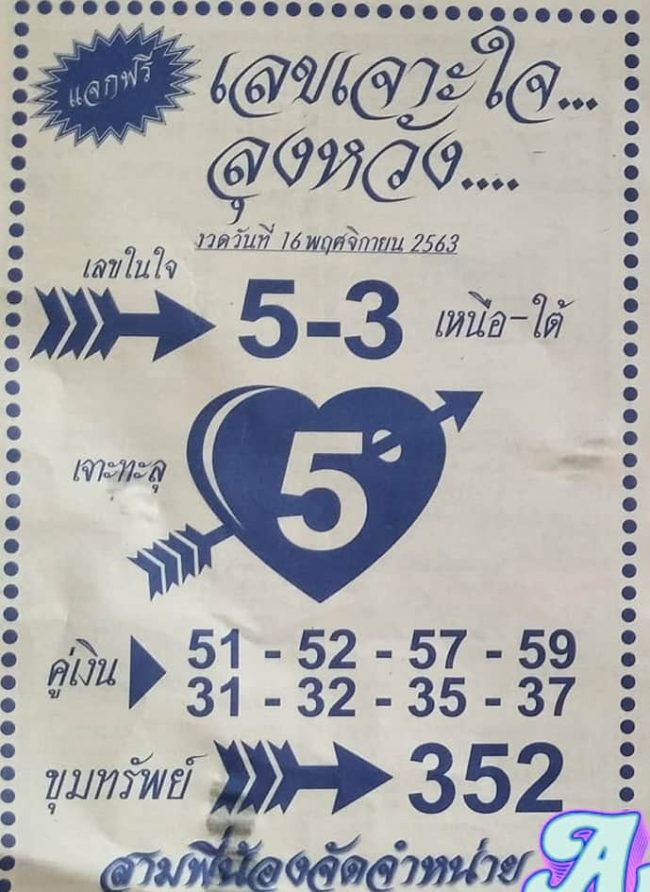 แจกฟรี
เลขเจาะใจ...
ลุงหวัง....
งวดวันที่ 16 พฤศจิกายน 2563
เลขในใจ
5-3 เหนือ-ใต้
เจาะทะลุ
5
คู่เงิน
51 - 52 - 57 - 59
31 - 32 - 35 - 37
ขุมทรัพย์ 352
สามพี่น้องจัดจำหน่าย
A